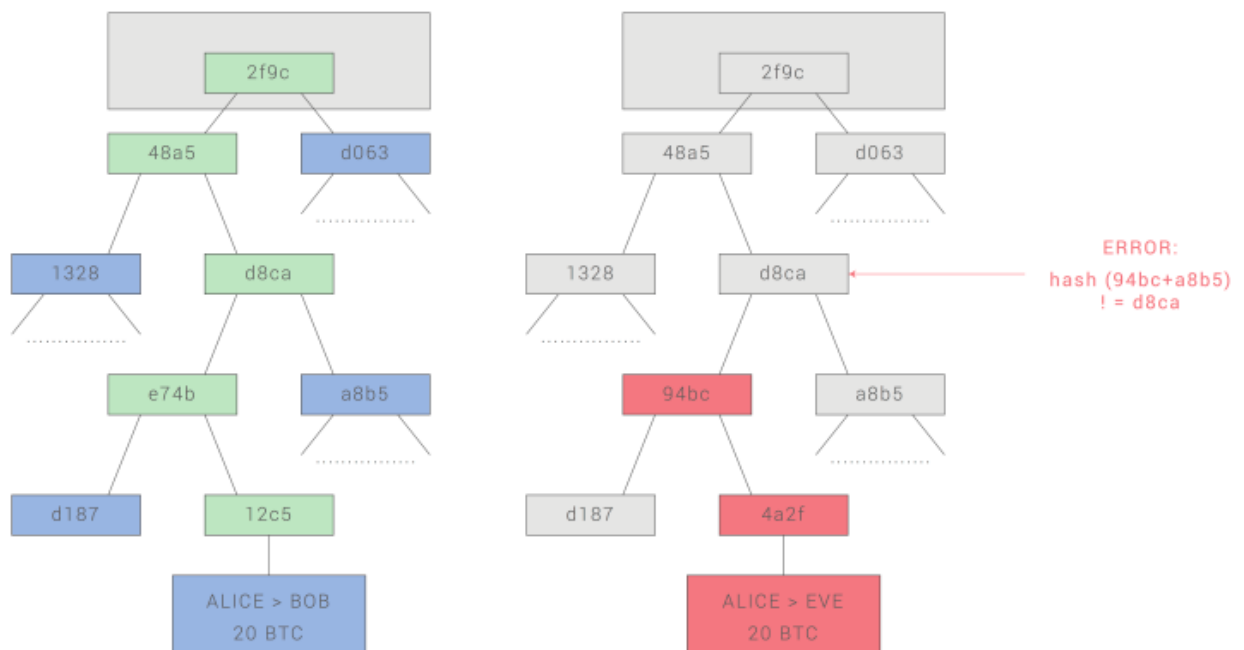 2f9c
48a5
d063
1328
d8ca
e74b
a8b5
d187
12c5
ALICE > BOB
20 BTC
2f9c
48a5
d063
1328
d8ca
ERROR:
hash (94bc+a8b5)
! = d8ca
94bc
a8b5
d187
4a2f
ALICE > EVE
20 BTC